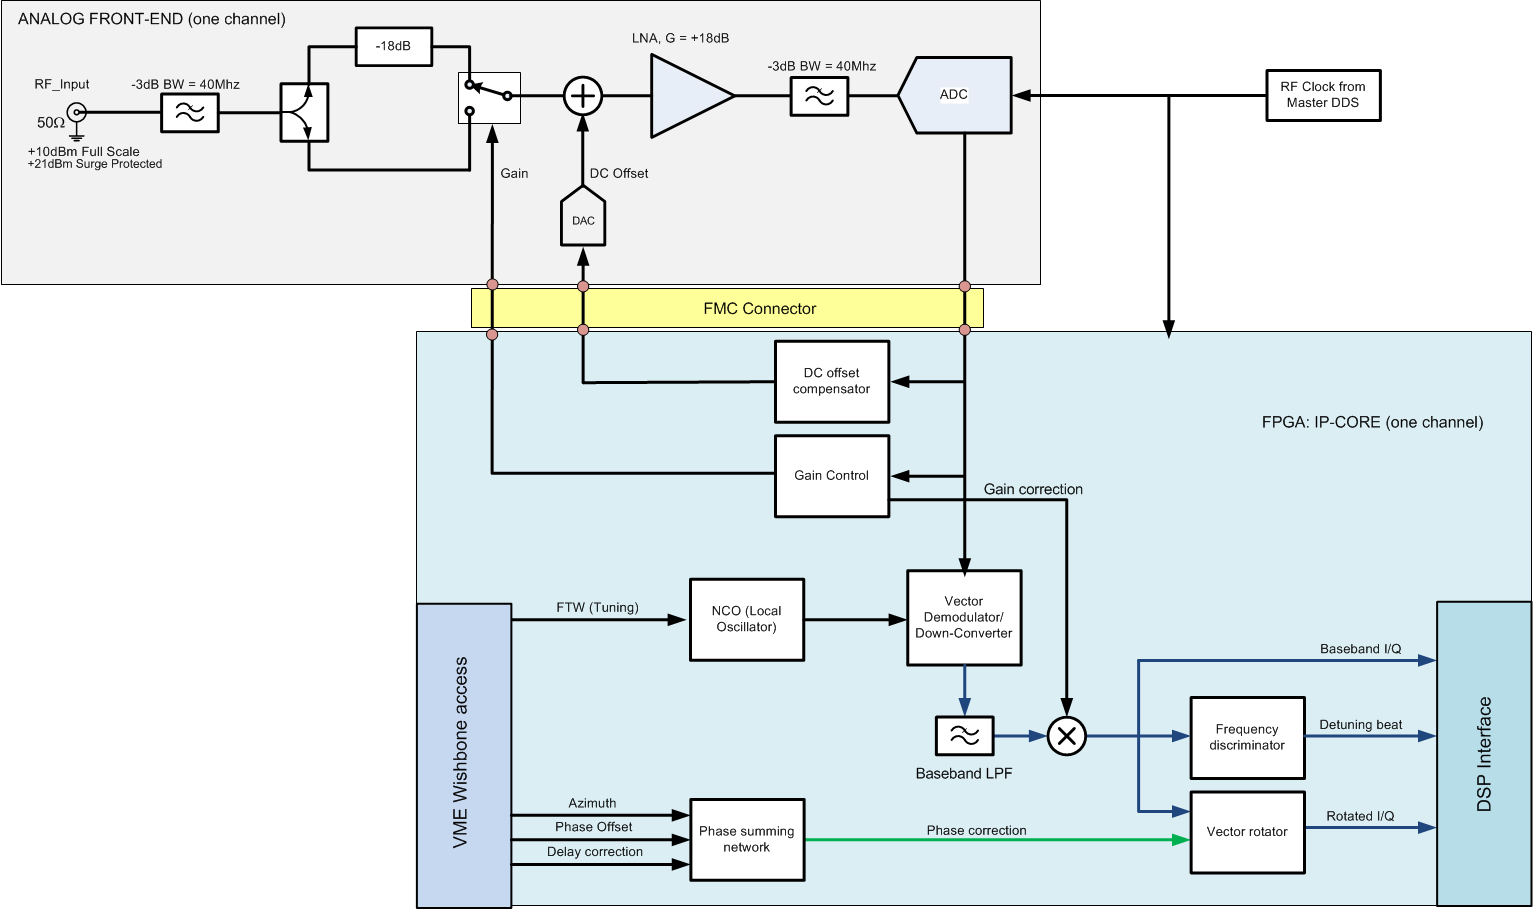 ANALOG FRONT-END (one channel)
-18dB
LNA, G = +18dB
RF_Input
-3dB BW = 40Mhz
-3dB BW = 40Mhz
ADC
RF Clock from
Master DDS
50Ω
+10dBm Full Scale
+21dBm Surge Protected
Gain
DC Offset
DAC
FMC Connector
DC offset
compensator
FPGA: IP-CORE (one channel)
Gain Control
Gain correction
FTW (Tuning)
NCO (Local
Oscillator)
Vector
Demodulator/
Down-Converter
VME Wishbone access
Baseband I/Q
Frequency
discriminator
Detuning beat
DSP Interface
Baseband LPF
Azimuth
Phase Offset
Delay correction
Phase summing
network
Phase correction
Vector rotator
Rotated I/Q